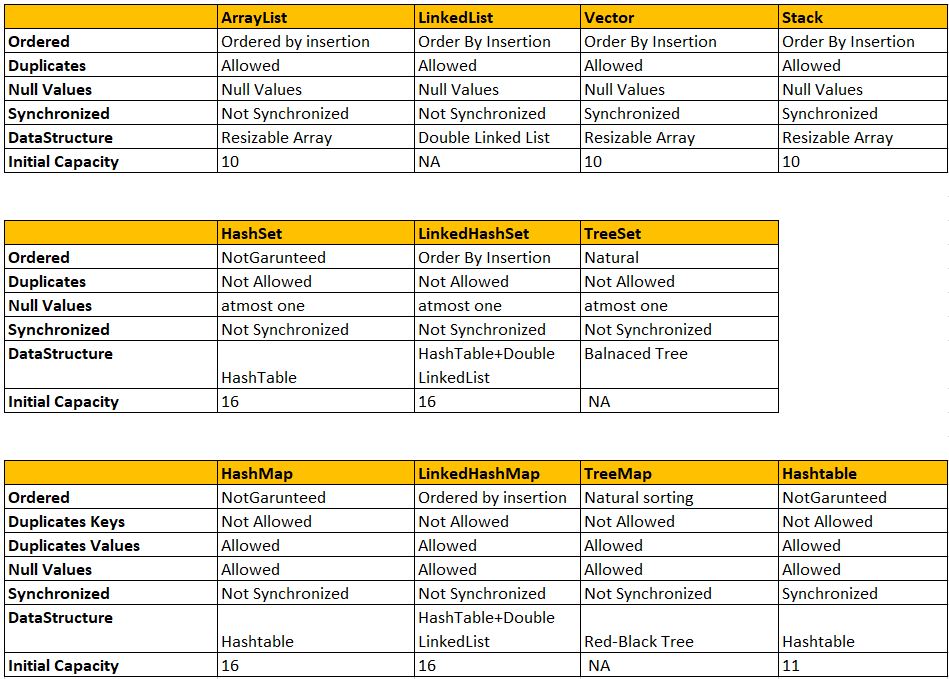 ArrayList LinkedList Vector Stack
Ordered Ordered by insertion Order By Insertion Order By Insertion Order By Insertion
Duplicates Allowed Allowed Allowed Allowed
Null Values Null Values Null Values Null Values Null Values
Synchronized Not Synchronized Not Synchronized Synchronized Synchronized
DataStructure Resizable Array Double Linked List Resizable Array Resizable Array
Initial Capacity 10 NA 10 10
HashSet LinkedHashSet TreeSet
Ordered NotGarunteed Order By Insertion Natural
Duplicates Not Allowed Not Allowed Not Allowed
Null Values atmost one atmost one atmost one
Synchronized Not Synchronized Not Synchronized Not Synchronized
DataStructure HashTable+Double Balnaced Tree
HashTable LinkedList
Initial Capacity 16 16 NA
HashMap LinkedHashMap TreeMap Hashtable
Ordered NotGarunteed Ordered by insertion Natural sorting NotGarunteed
Duplicates Keys Not Allowed Not Allowed Not Allowed Not Allowed
Duplicates Values Allowed Allowed Allowed Allowed
Null Values Allowed Allowed Allowed Allowed
Synchronized Not Synchronized Not Synchronized Not Synchronized Synchronized
DataStructure HashTable+Double
Hashtable LinkedList Red-Black Tree Hashtable
Initial Capacity 16 16 NA 11